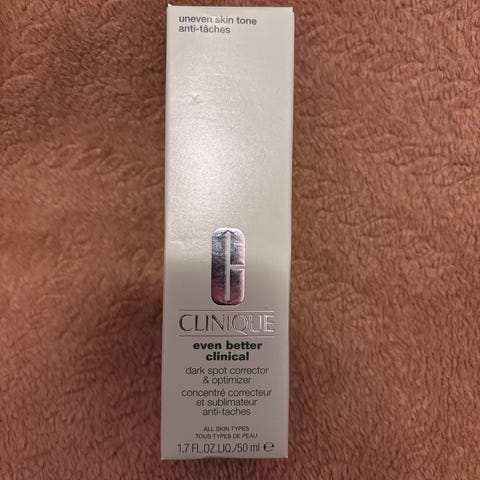 uneven skin tone
anti-tâches
CLINIQUE
even better
clinical
dark spot corrector
& optimizer
concentré correcteur
et sublimateur
anti-taches
ALL SKIN TYPES
TOUS TYPES DE PEAU
1.7 FL.OZ.LIQ./50 ml ℮